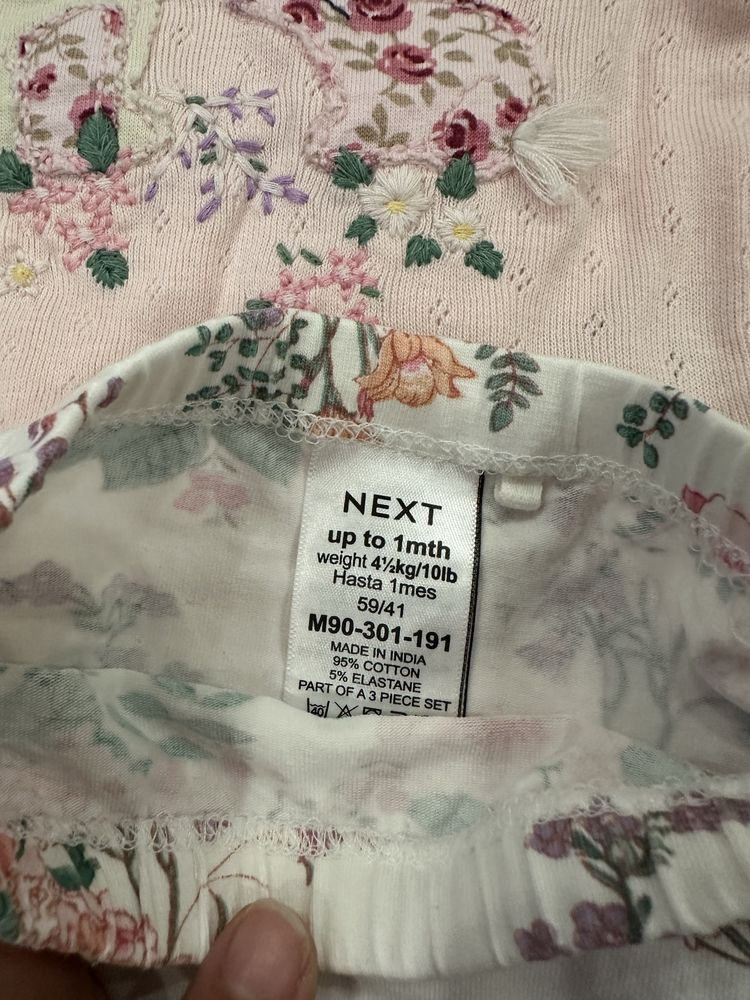 NEXT
up to 1mth
weight 4½kg/10lb
Hasta 1mes
59/41
M90-301-191
MADE IN INDIA
95% COTTON
5% ELASTANE
PART OF A 3 PIECE SET
40